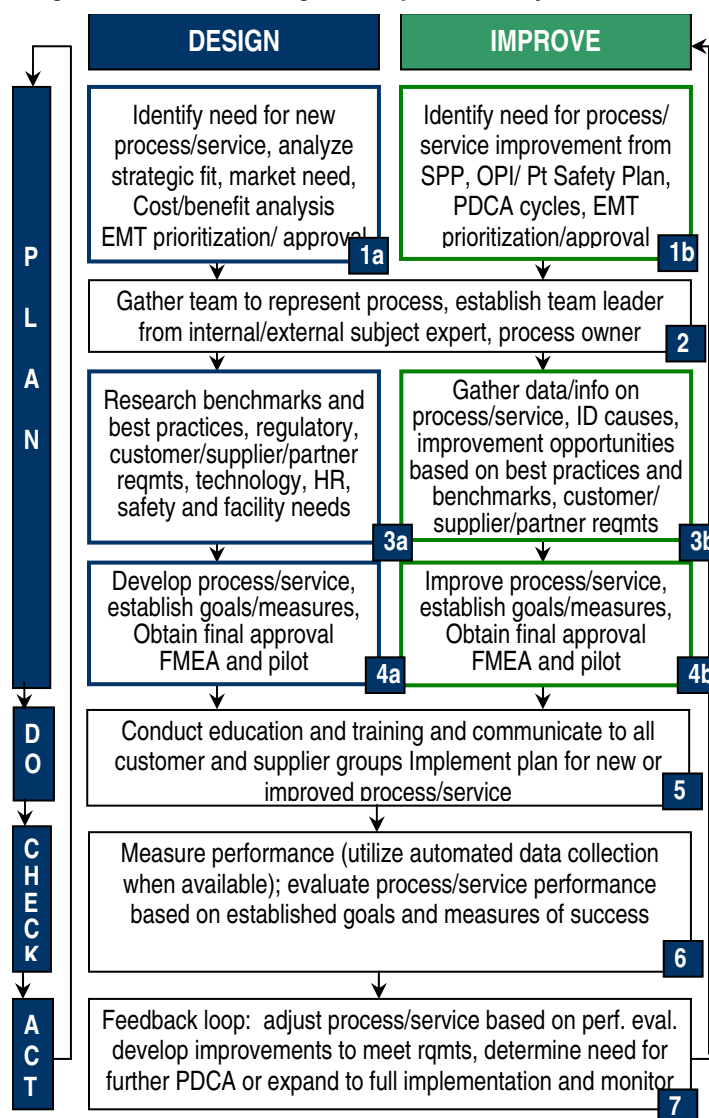 DESIGN
IMPROVE
PLAN
Identify need for new
process/service, analyze
strategic fit, market need,
Cost/benefit analysis
EMT prioritization/ approval
1a
Identify need for process/
service improvement from
SPP, OPI/ Pt Safety Plan,
PDCA cycles, EMT
prioritization/approval
1b
Gather team to represent process, establish team leader
from internal/external subject expert, process owner
2
Research benchmarks and
best practices, regulatory,
customer/supplier/partner
reqmts, technology, HR,
safety and facility needs
3a
Gather data/info on
process/service, ID causes,
improvement opportunities
based on best practices and
benchmarks, customer/
supplier/partner reqmts
3b
Develop process/service,
establish goals/measures,
Obtain final approval
FMEA and pilot
4a
Improve process/service,
establish goals/measures,
Obtain final approval
FMEA and pilot
4b
DO
Conduct education and training and communicate to all
customer and supplier groups Implement plan for new or
improved process/service
5
CHECK
Measure performance (utilize automated data collection
when available); evaluate process/service performance
based on established goals and measures of success
6
ACT
Feedback loop: adjust process/service based on perf. eval.
develop improvements to meet rqmts, determine need for
further PDCA or expand to full implementation and monitor
7